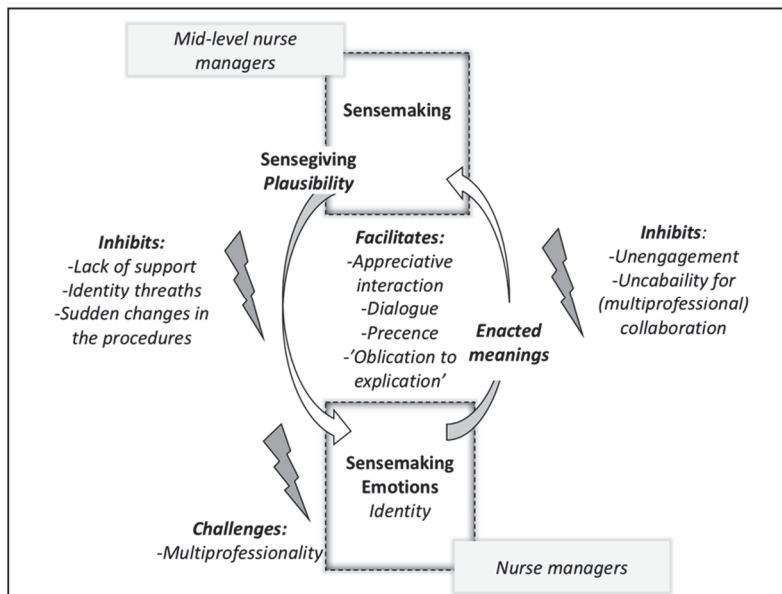 Mid-level nurse
managers
Sensemaking
Sensegiving
Plausibility
Inhibits:
-Lack of support
-Identity threaths
-Sudden changes in
the procedures
Facilitates:
-Appreciative
interaction
-Dialogue
-Precence
-'Oblication to
explication'
Inhibits:
-Unengagement
-Uncabaility for
(multiprofessional)
collaboration
Enacted
meanings
Sensemaking
Emotions
Identity
Challenges:
-Multiprofessionality
Nurse managers